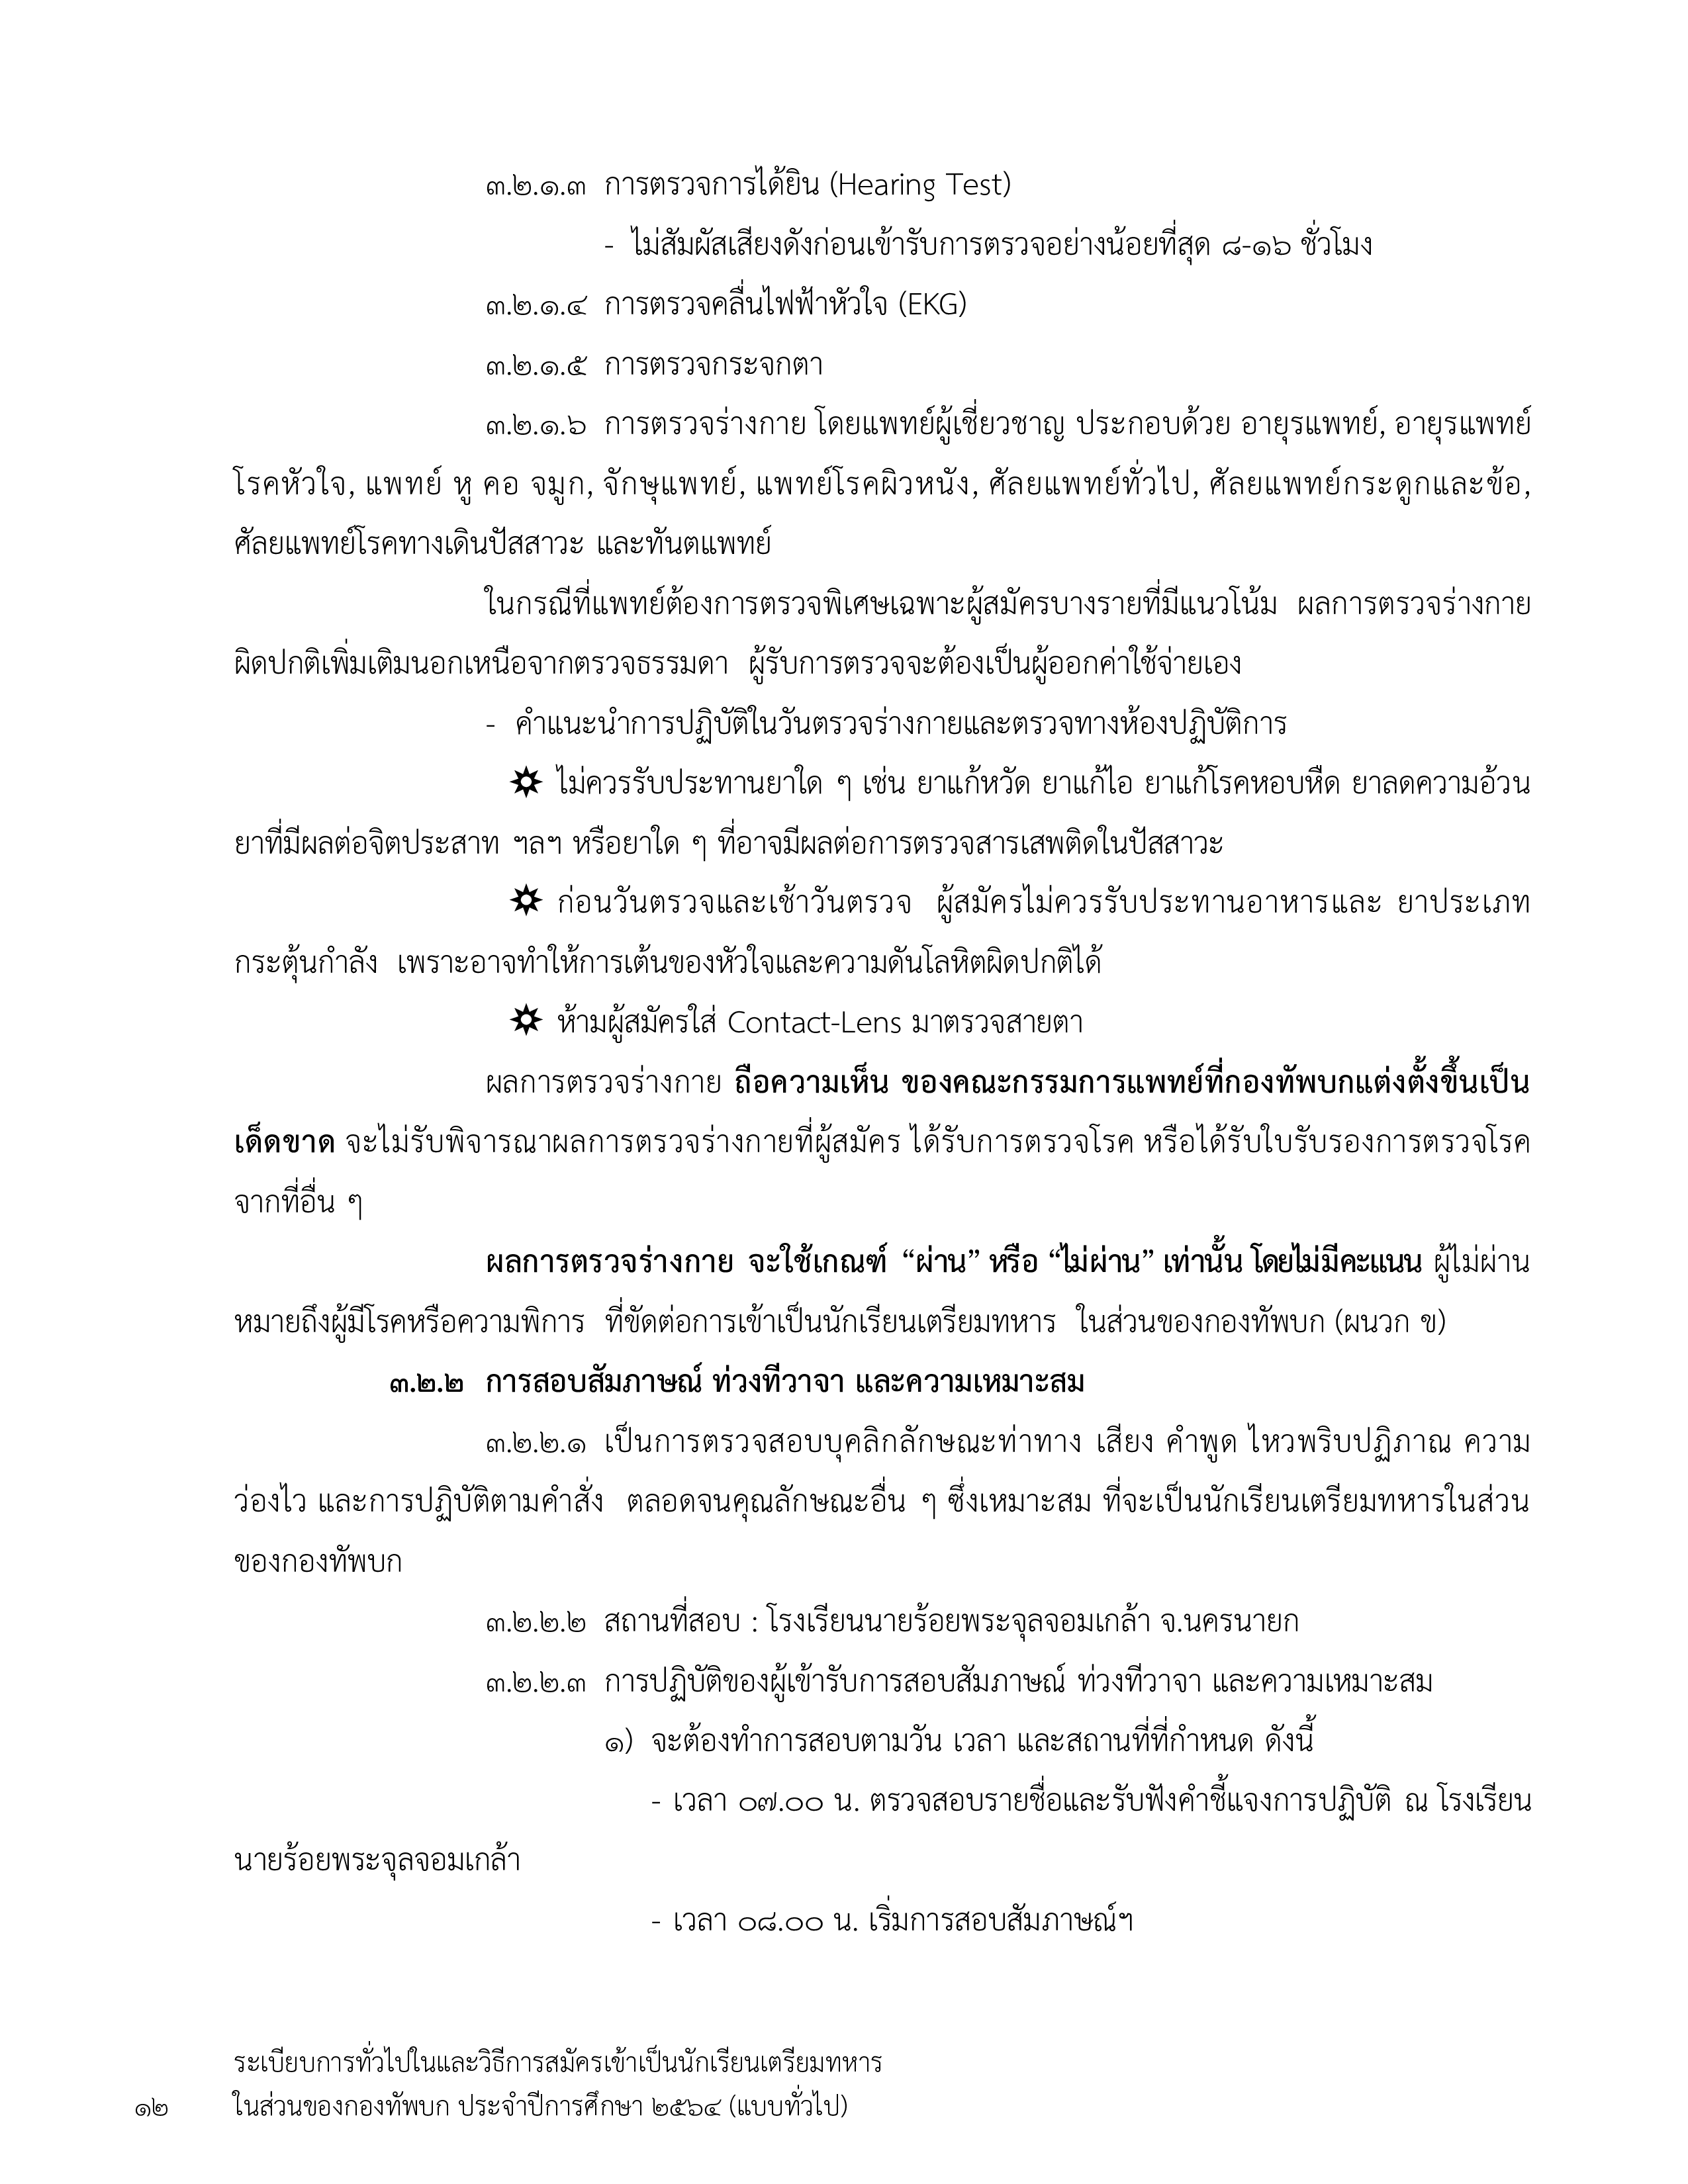 ๓.๒.๑.๓ การตรวจการได้ยิน (Hearing Test)
- ไม่สัมผัสเสียงดังก่อนเข้ารับการตรวจอย่างน้อยที่สุด ๘-๑๖ ชั่วโมง
๓.๒.๑.๔ การตรวจคลื่นไฟฟ้าหัวใจ (EKG)
๓.๒.๑.๕ การตรวจกระจกตา
๓.๒.๑.๖ การตรวจร่างกาย โดยแพทย์ผู้เชี่ยวชาญ ประกอบด้วย อายุรแพทย์, อายุรแพทย์
โรคหัวใจ, แพทย์ หู คอ จมูก, จักษุแพทย์, แพทย์โรคผิวหนัง, ศัลยแพทย์ทั่วไป, ศัลยแพทย์กระดูกและข้อ,
ศัลยแพทย์โรคทางเดินปัสสาวะ และทันตแพทย์
ในกรณีที่แพทย์ต้องการตรวจพิเศษเฉพาะผู้สมัครบางรายที่มีแนวโน้ม ผลการตรวจร่างกาย
ผิดปกติเพิ่มเติมนอกเหนือจากตรวจธรรมดา ผู้รับการตรวจจะต้องเป็นผู้ออกค่าใช้จ่ายเอง
- คำแนะนำการปฏิบัติในวันตรวจร่างกายและตรวจทางห้องปฏิบัติการ
✵ ไม่ควรรับประทานยาใด ๆ เช่น ยาแก้หวัด ยาแก้ไอ ยาแก้โรคหอบหืด ยาลดความอ้วน
ยาที่มีผลต่อจิตประสาท ฯลฯ หรือยาใด ๆ ที่อาจมีผลต่อการตรวจสารเสพติดในปัสสาวะ
✵ ก่อนวันตรวจและเช้าวันตรวจ ผู้สมัครไม่ควรรับประทานอาหารและ ยาประเภท
กระตุ้นกำลัง เพราะอาจทำให้การเต้นของหัวใจและความดันโลหิตผิดปกติได้
✵ ห้ามผู้สมัครใส่ Contact-Lens มาตรวจสายตา
ผลการตรวจร่างกาย ถือความเห็น ของคณะกรรมการแพทย์ที่กองทัพบกแต่งตั้งขึ้นเป็น
เด็ดขาด จะไม่รับพิจารณาผลการตรวจร่างกายที่ผู้สมัคร ได้รับการตรวจโรค หรือได้รับใบรับรองการตรวจโรค
จากที่อื่น ๆ
ผลการตรวจร่างกาย จะใช้เกณฑ์ “ผ่าน” หรือ “ไม่ผ่าน” เท่านั้น โดยไม่มีคะแนน ผู้ไม่ผ่าน
หมายถึงผู้มีโรคหรือความพิการ ที่ขัดต่อการเข้าเป็นนักเรียนเตรียมทหาร ในส่วนของกองทัพบก (ผนวก ข)
๓.๒.๒ การสอบสัมภาษณ์ ท่วงทีวาจา และความเหมาะสม
๓.๒.๒.๑ เป็นการตรวจสอบบุคลิกลักษณะท่าทาง เสียง คำพูด ไหวพริบปฏิภาณ ความ
ว่องไว และการปฏิบัติตามคำสั่ง ตลอดจนคุณลักษณะอื่น ๆ ซึ่งเหมาะสม ที่จะเป็นนักเรียนเตรียมทหารในส่วน
ของกองทัพบก
๓.๒.๒.๒ สถานที่สอบ : โรงเรียนนายร้อยพระจุลจอมเกล้า จ.นครนายก
๓.๒.๒.๓ การปฏิบัติของผู้เข้ารับการสอบสัมภาษณ์ ท่วงทีวาจา และความเหมาะสม
๑) จะต้องทำการสอบตามวัน เวลา และสถานที่ที่กำหนด ดังนี้
- เวลา ๐๗.๐๐ น. ตรวจสอบรายชื่อและรับฟังคำชี้แจงการปฏิบัติ ณ โรงเรียน
นายร้อยพระจุลจอมเกล้า
- เวลา ๐๘.๐๐ น. เริ่มการสอบสัมภาษณ์ฯ
ระเบียบการทั่วไปในและวิธีการสมัครเข้าเป็นนักเรียนเตรียมทหาร
๑๒ ในส่วนของกองทัพบก ประจำปีการศึกษา ๒๕๖๔ (แบบทั่วไป)